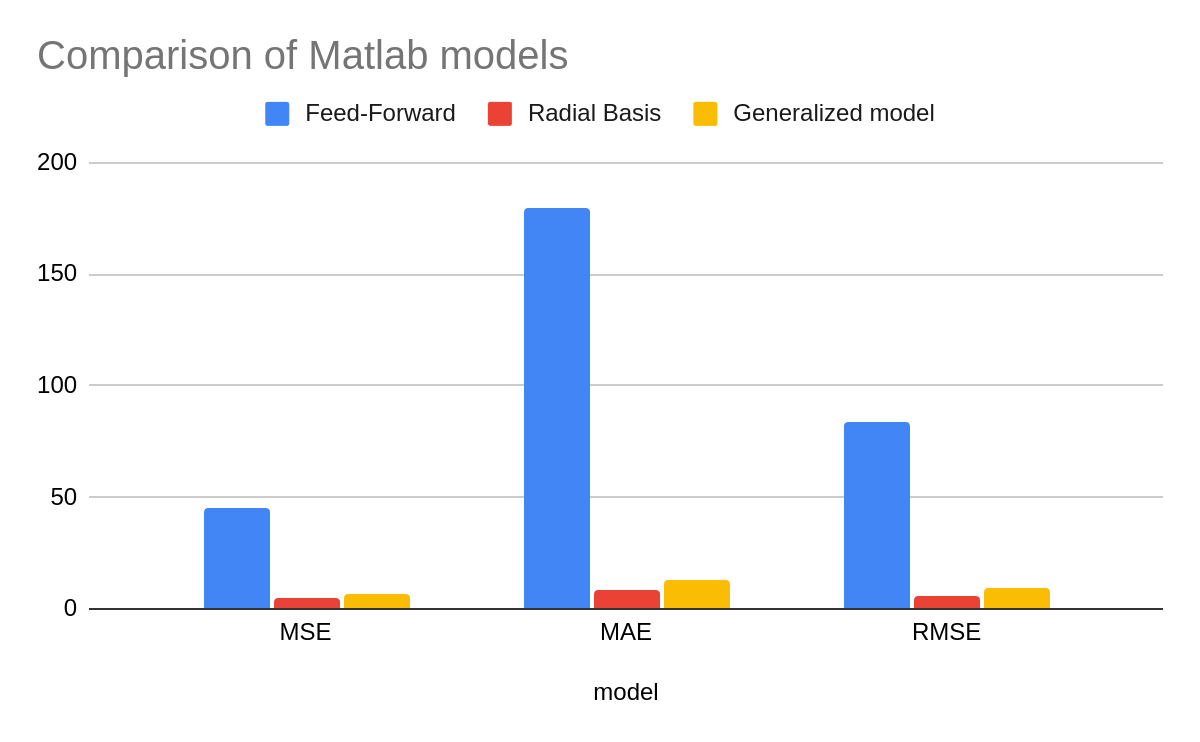 Comparison of Matlab models
Feed-Forward Radial Basis Generalized model
200
150
100
50
0
MSE MAE RMSE
model